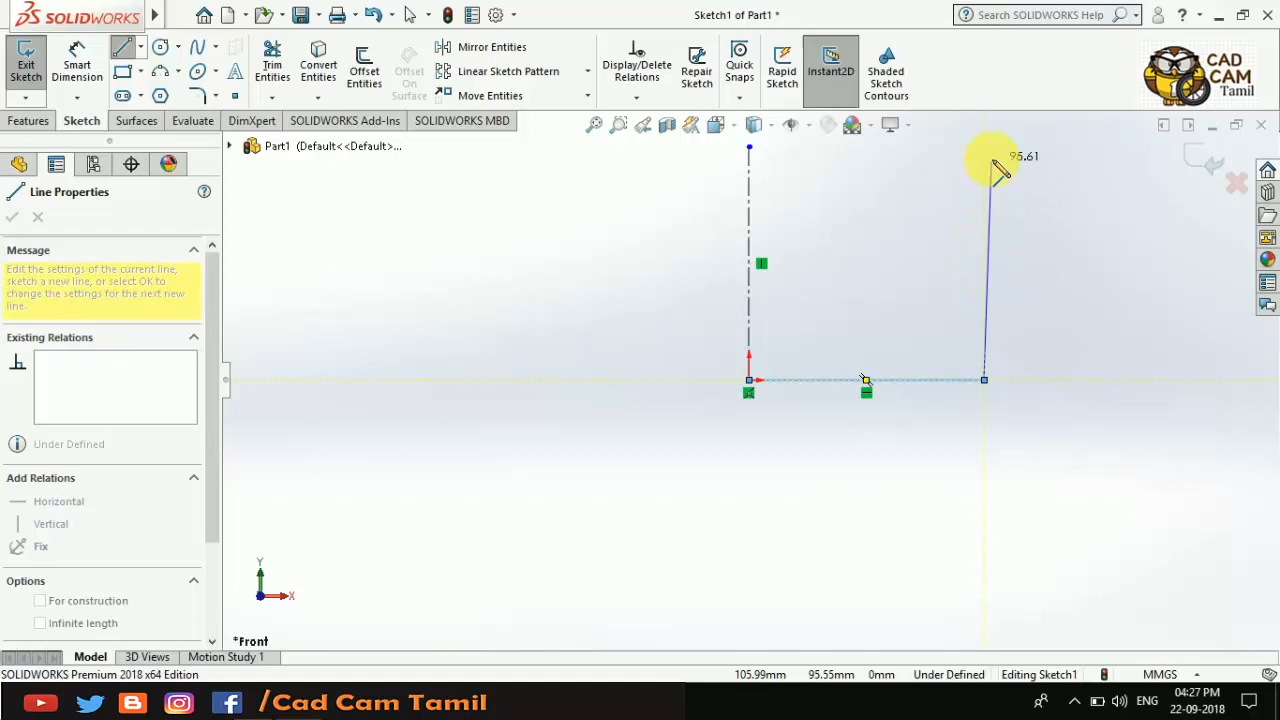 SOLIDWORKS
Sketch1 of Part1 *
Search SOLIDWORKS Help
?
Exit Sketch
Smart Dimension
Trim Entities
Convert Entities
Offset Entities
Offset On Surface
Mirror Entities
Linear Sketch Pattern
Move Entities
Display/Delete Relations
Repair Sketch
Quick Snaps
Rapid Sketch
Instant2D
Shaded Sketch Contours
CAD CAM Tamil
Features
Sketch
Surfaces
Evaluate
DimXpert
SOLIDWORKS Add-Ins
SOLIDWORKS MBD
Part1 (Default<<Default>...
95.61
Line Properties
?
Message
Edit the settings of the current line,
sketch a new line, or select OK to
change the settings for the next new
line.
Existing Relations
Under Defined
Add Relations
Horizontal
Vertical
Fix
Options
For construction
Infinite length
Y
X
*Front
Model
3D Views
Motion Study 1
SOLIDWORKS Premium 2018 x64 Edition
105.99mm
95.55mm
0mm
Under Defined
Editing Sketch1
MMGS
/Cad Cam Tamil
ENG
04:27 PM
22-09-2018